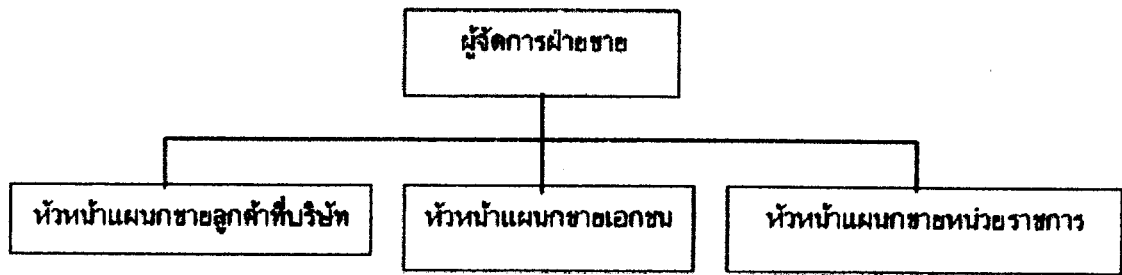 ผู้จัดการฝ่ายขาย
หัวหน้าแผนกขายลูกค้าที่บริษัท
หัวหน้าแผนกขายเอกชน
หัวหน้าแผนกขายหน่วยราชการ